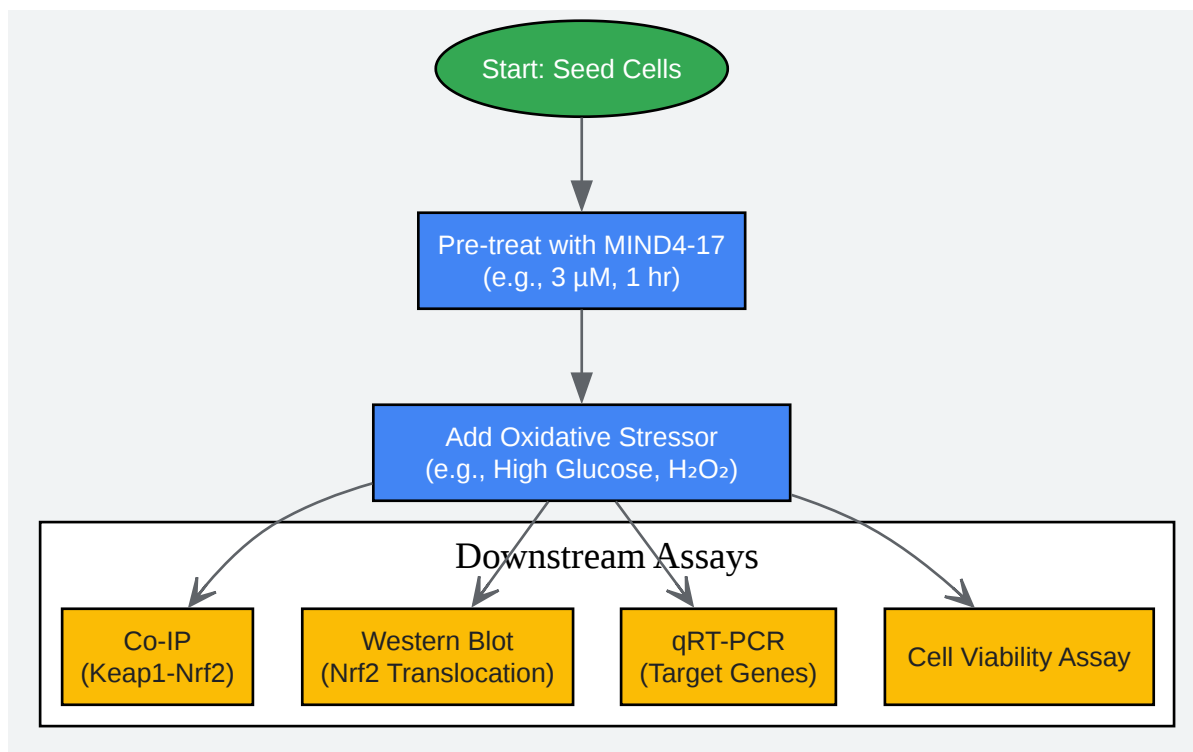 Start: Seed Cells
Pre-treat with MIND4-17
(e.g., 3 µM, 1 hr)
Add Oxidative Stressor
(e.g., High Glucose, H₂O₂)
Downstream Assays
Co-IP
(Keap1-Nrf2)
Western Blot
(Nrf2 Translocation)
qRT-PCR
(Target Genes)
Cell Viability Assay